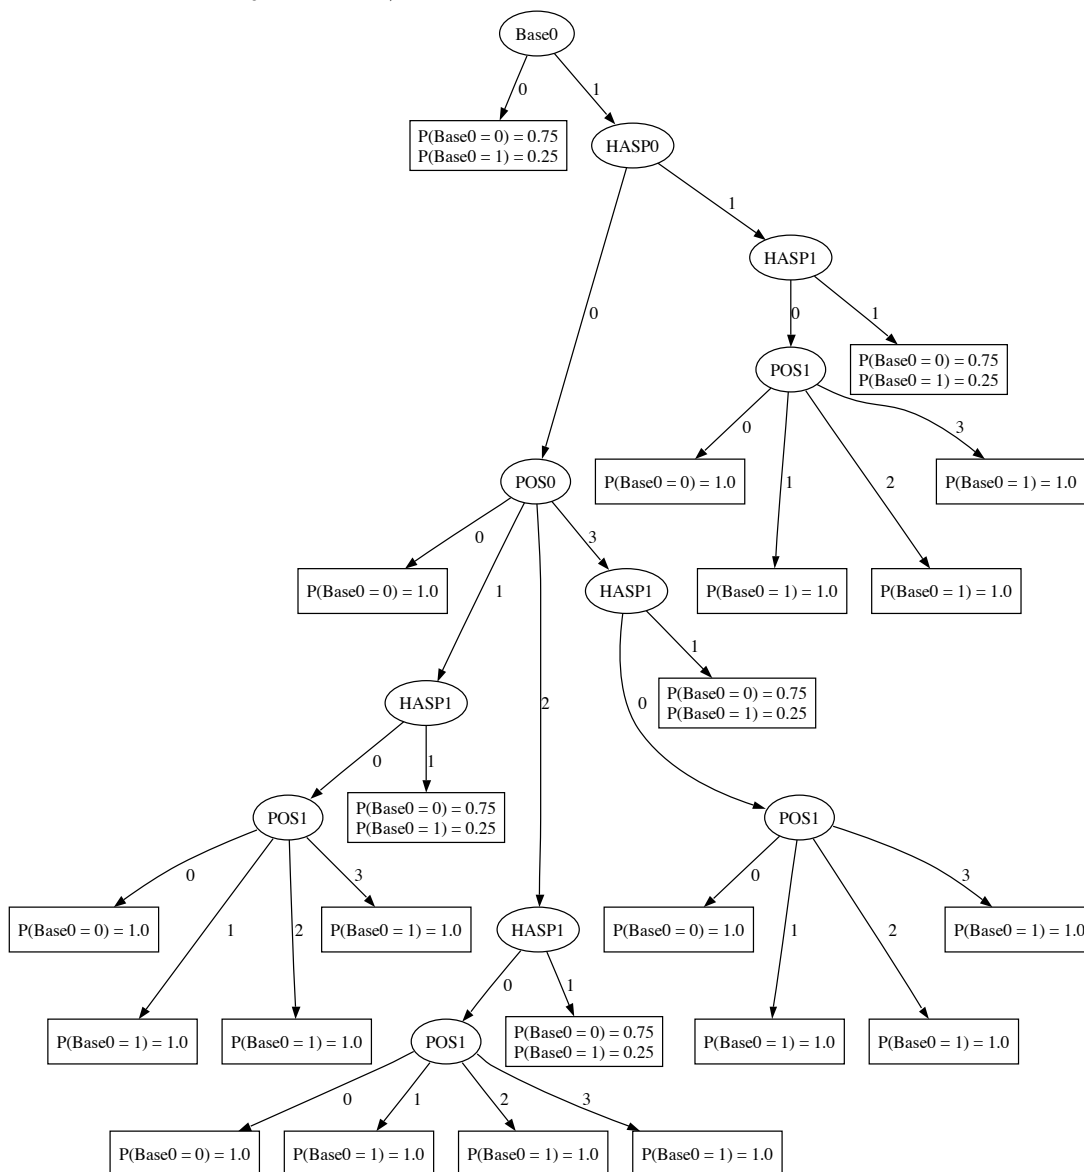 Base0
0
1
P(Base0 = 0) = 0.75
P(Base0 = 1) = 0.25
HASP0
1
HASP1
0
0
1
P(Base0 = 0) = 0.75
P(Base0 = 1) = 0.25
POS1
0
3
1
2
P(Base0 = 0) = 1.0
P(Base0 = 1) = 1.0
POS0
0
3
1
P(Base0 = 0) = 1.0
HASP1
P(Base0 = 1) = 1.0
P(Base0 = 1) = 1.0
1
P(Base0 = 0) = 0.75
P(Base0 = 1) = 0.25
HASP1
2
0
0
1
P(Base0 = 0) = 0.75
P(Base0 = 1) = 0.25
POS1
POS1
0
3
0
3
1
2
1
2
P(Base0 = 0) = 1.0
P(Base0 = 1) = 1.0
HASP1
P(Base0 = 0) = 1.0
P(Base0 = 1) = 1.0
0
1
P(Base0 = 1) = 1.0
P(Base0 = 1) = 1.0
POS1
P(Base0 = 0) = 0.75
P(Base0 = 1) = 0.25
P(Base0 = 1) = 1.0
P(Base0 = 1) = 1.0
0
1
2
3
P(Base0 = 0) = 1.0
P(Base0 = 1) = 1.0
P(Base0 = 1) = 1.0
P(Base0 = 1) = 1.0